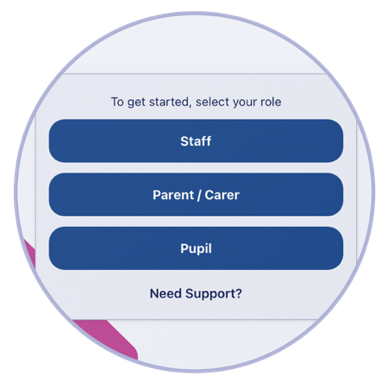 To get started, select your role
Staff
Parent / Carer
Pupil
Need Support?